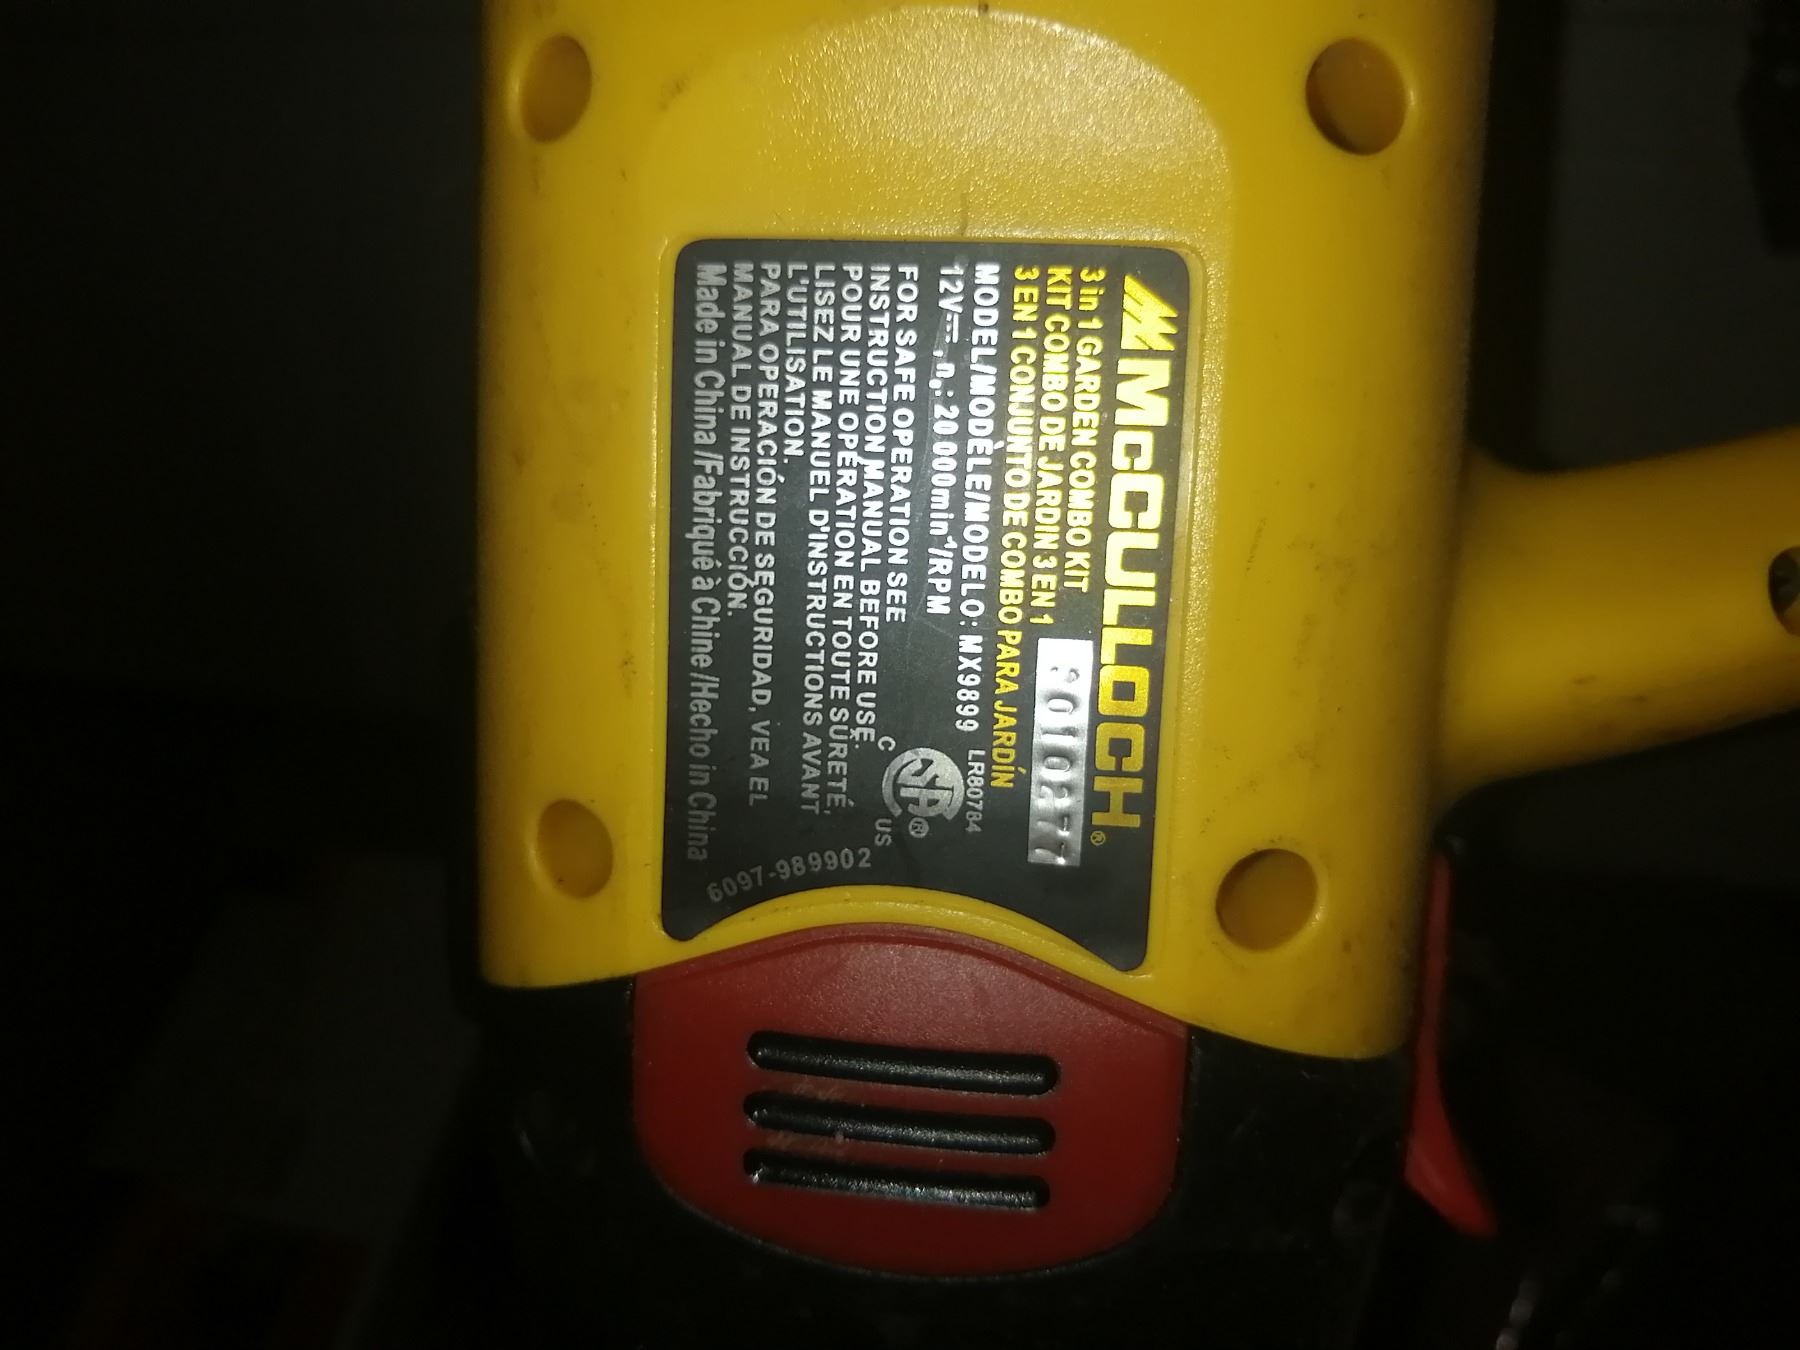 McCULLOCH®
3 in 1 GARDEN COMBO KIT
KIT COMBO DE JARDIN 3 EN 1
3 EN 1 CONJUNTO DE COMBO PARA JARDÍN
MODEL/MODÈLE/MODELO: MX9899 LR80784
12V⎓, n₀: 20 000min⁻¹/RPM
FOR SAFE OPERATION SEE
INSTRUCTION MANUAL BEFORE USE.
POUR UNE OPÉRATION EN TOUTE SÛRETÉ,
LISEZ LE MANUEL D'INSTRUCTIONS AVANT
L'UTILISATION.
PARA OPERACIÓN DE SEGURIDAD, VEA EL
MANUAL DE INSTRUCCIÓN.
Made in China /Fabriqué à Chine /Hecho in China
C SA® US
6097-989902